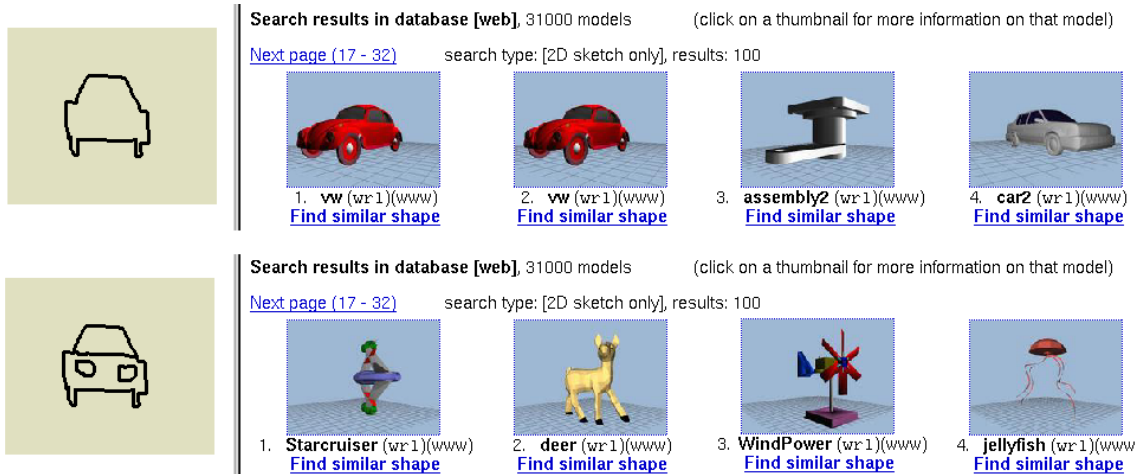 Search results in database [web], 31000 models (click on a thumbnail for more information on that model)
Next page (17 - 32) search type: [2D sketch only], results: 100
1. vw (wrl)(www) 2. vw (wrl)(www) 3. assembly2 (wrl)(www) 4. car2 (wrl)(www)
Find similar shape Find similar shape Find similar shape Find similar shape
Search results in database [web], 31000 models (click on a thumbnail for more information on that model)
Next page (17 - 32) search type: [2D sketch only], results: 100
1. Starcruiser (wrl)(www) 2. deer (wrl)(www) 3. WindPower (wrl)(www) 4. jellyfish (wrl)(www
Find similar shape Find similar shape Find similar shape Find similar shape